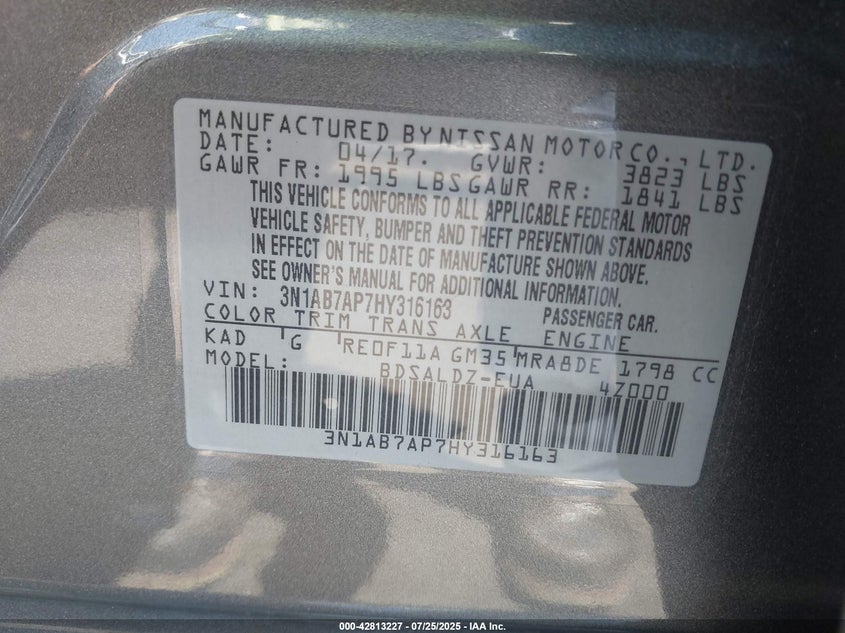 MANUFACTURED BY NISSAN MOTOR CO., LTD.
DATE: 04/17. GVWR: 3823 LBS
GAWR FR: 1995 LBS GAWR RR: 1841 LBS
THIS VEHICLE CONFORMS TO ALL APPLICABLE FEDERAL MOTOR
VEHICLE SAFETY, BUMPER AND THEFT PREVENTION STANDARDS
IN EFFECT ON THE DATE OF MANUFACTURE SHOWN ABOVE.
SEE OWNER'S MANUAL FOR ADDITIONAL INFORMATION.
VIN: 3N1AB7AP7HY316163 PASSENGER CAR.
COLOR TRIM TRANS AXLE ENGINE
KAD G RE0F11A GM35 MRA8DE 1798 CC
MODEL: BDSALDZ-EUA 4Z000
3N1AB7AP7HY316163
000-42813227 - 07/25/2025 - IAA Inc.